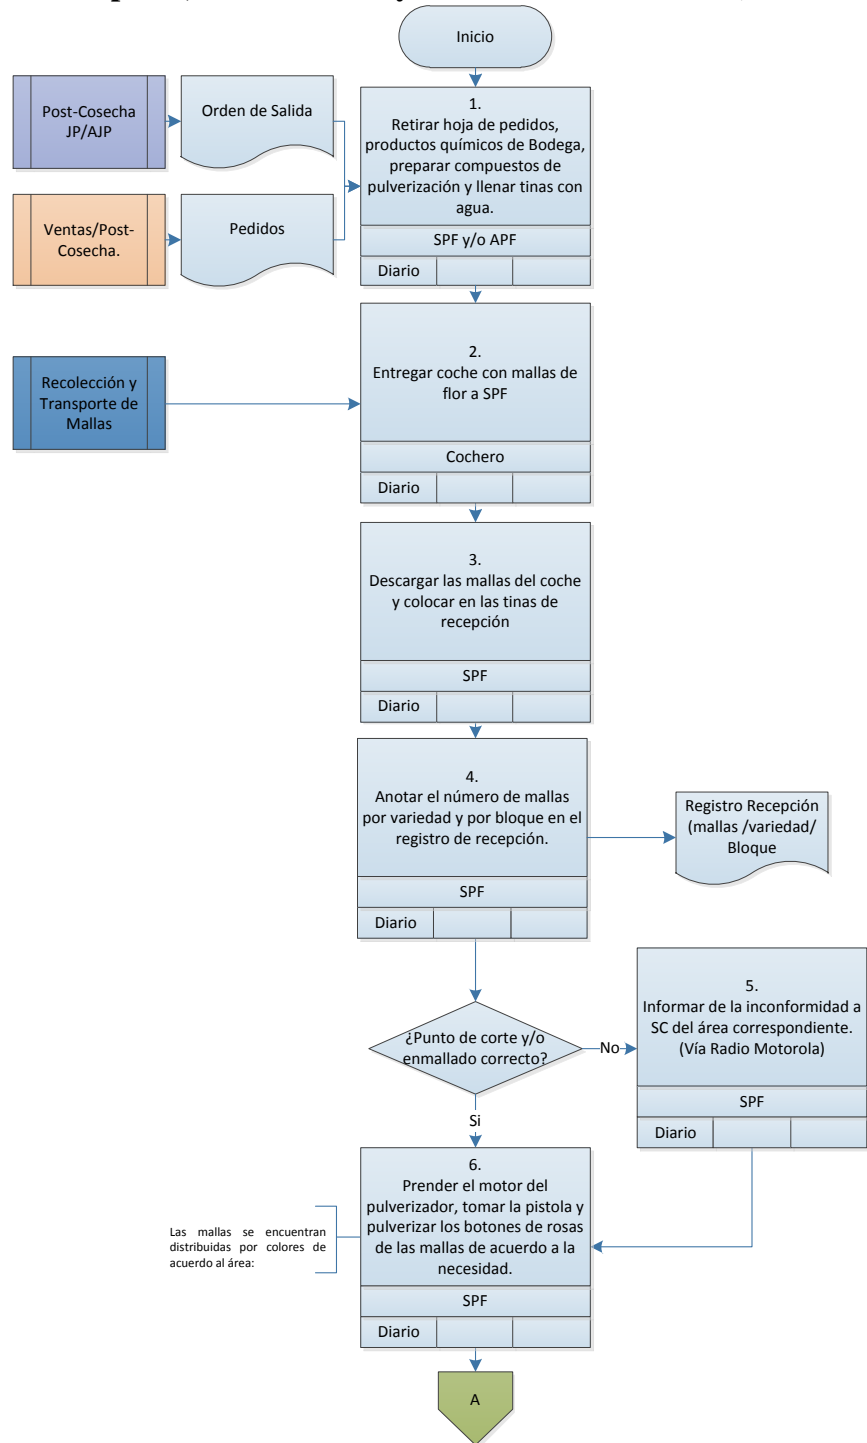 Inicio
Post-Cosecha
JP/AJP
Orden de Salida
Ventas/Post-
Cosecha.
Pedidos
1.
Retirar hoja de pedidos,
productos químicos de Bodega,
preparar compuestos de
pulverización y llenar tinas con
agua.
SPF y/o APF
Diario
Recolección y
Transporte de
Mallas
2.
Entregar coche con mallas de
flor a SPF
Cochero
Diario
3.
Descargar las mallas del coche
y colocar en las tinas de
recepción
SPF
Diario
4.
Anotar el número de mallas
por variedad y por bloque en el
registro de recepción.
SPF
Diario
Registro Recepción
(mallas /variedad/
Bloque
¿Punto de corte y/o
enmallado correcto?
No
Si
5.
Informar de la inconformidad a
SC del área correspondiente.
(Vía Radio Motorola)
SPF
Diario
6.
Prender el motor del
pulverizador, tomar la pistola y
pulverizar los botones de rosas
de las mallas de acuerdo a la
necesidad.
SPF
Diario
Las mallas se encuentran
distribuidas por colores de
acuerdo al área:
A